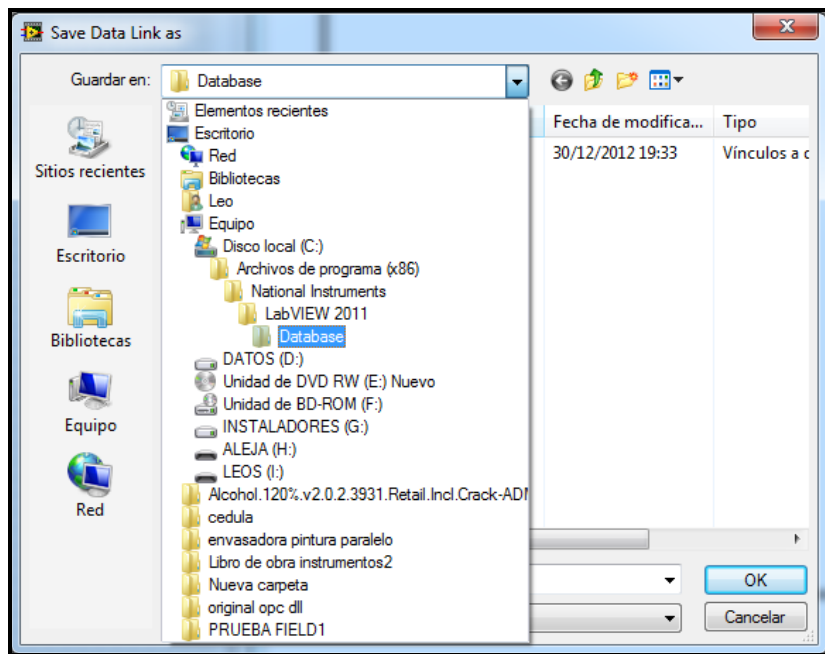 Save Data Link as
Guardar en:
Database
Elementos recientes
Escritorio
Red
Bibliotecas
Leo
Equipo
Disco local (C:)
Archivos de programa (x86)
National Instruments
LabVIEW 2011
Database
DATOS (D:)
Unidad de DVD RW (E:) Nuevo
Unidad de BD-ROM (F:)
INSTALADORES (G:)
ALEJA (H:)
LEOS (I:)
Alcohol.120%.v2.0.2.3931.Retail.Incl.Crack-ADM
cedula
envasadora pintura paralelo
Libro de obra instrumentos2
Nueva carpeta
original opc dll
PRUEBA FIELD1
Sitios recientes
Escritorio
Bibliotecas
Equipo
Red
Fecha de modifica... Tipo
30/12/2012 19:33 Vínculos a d
OK
Cancelar